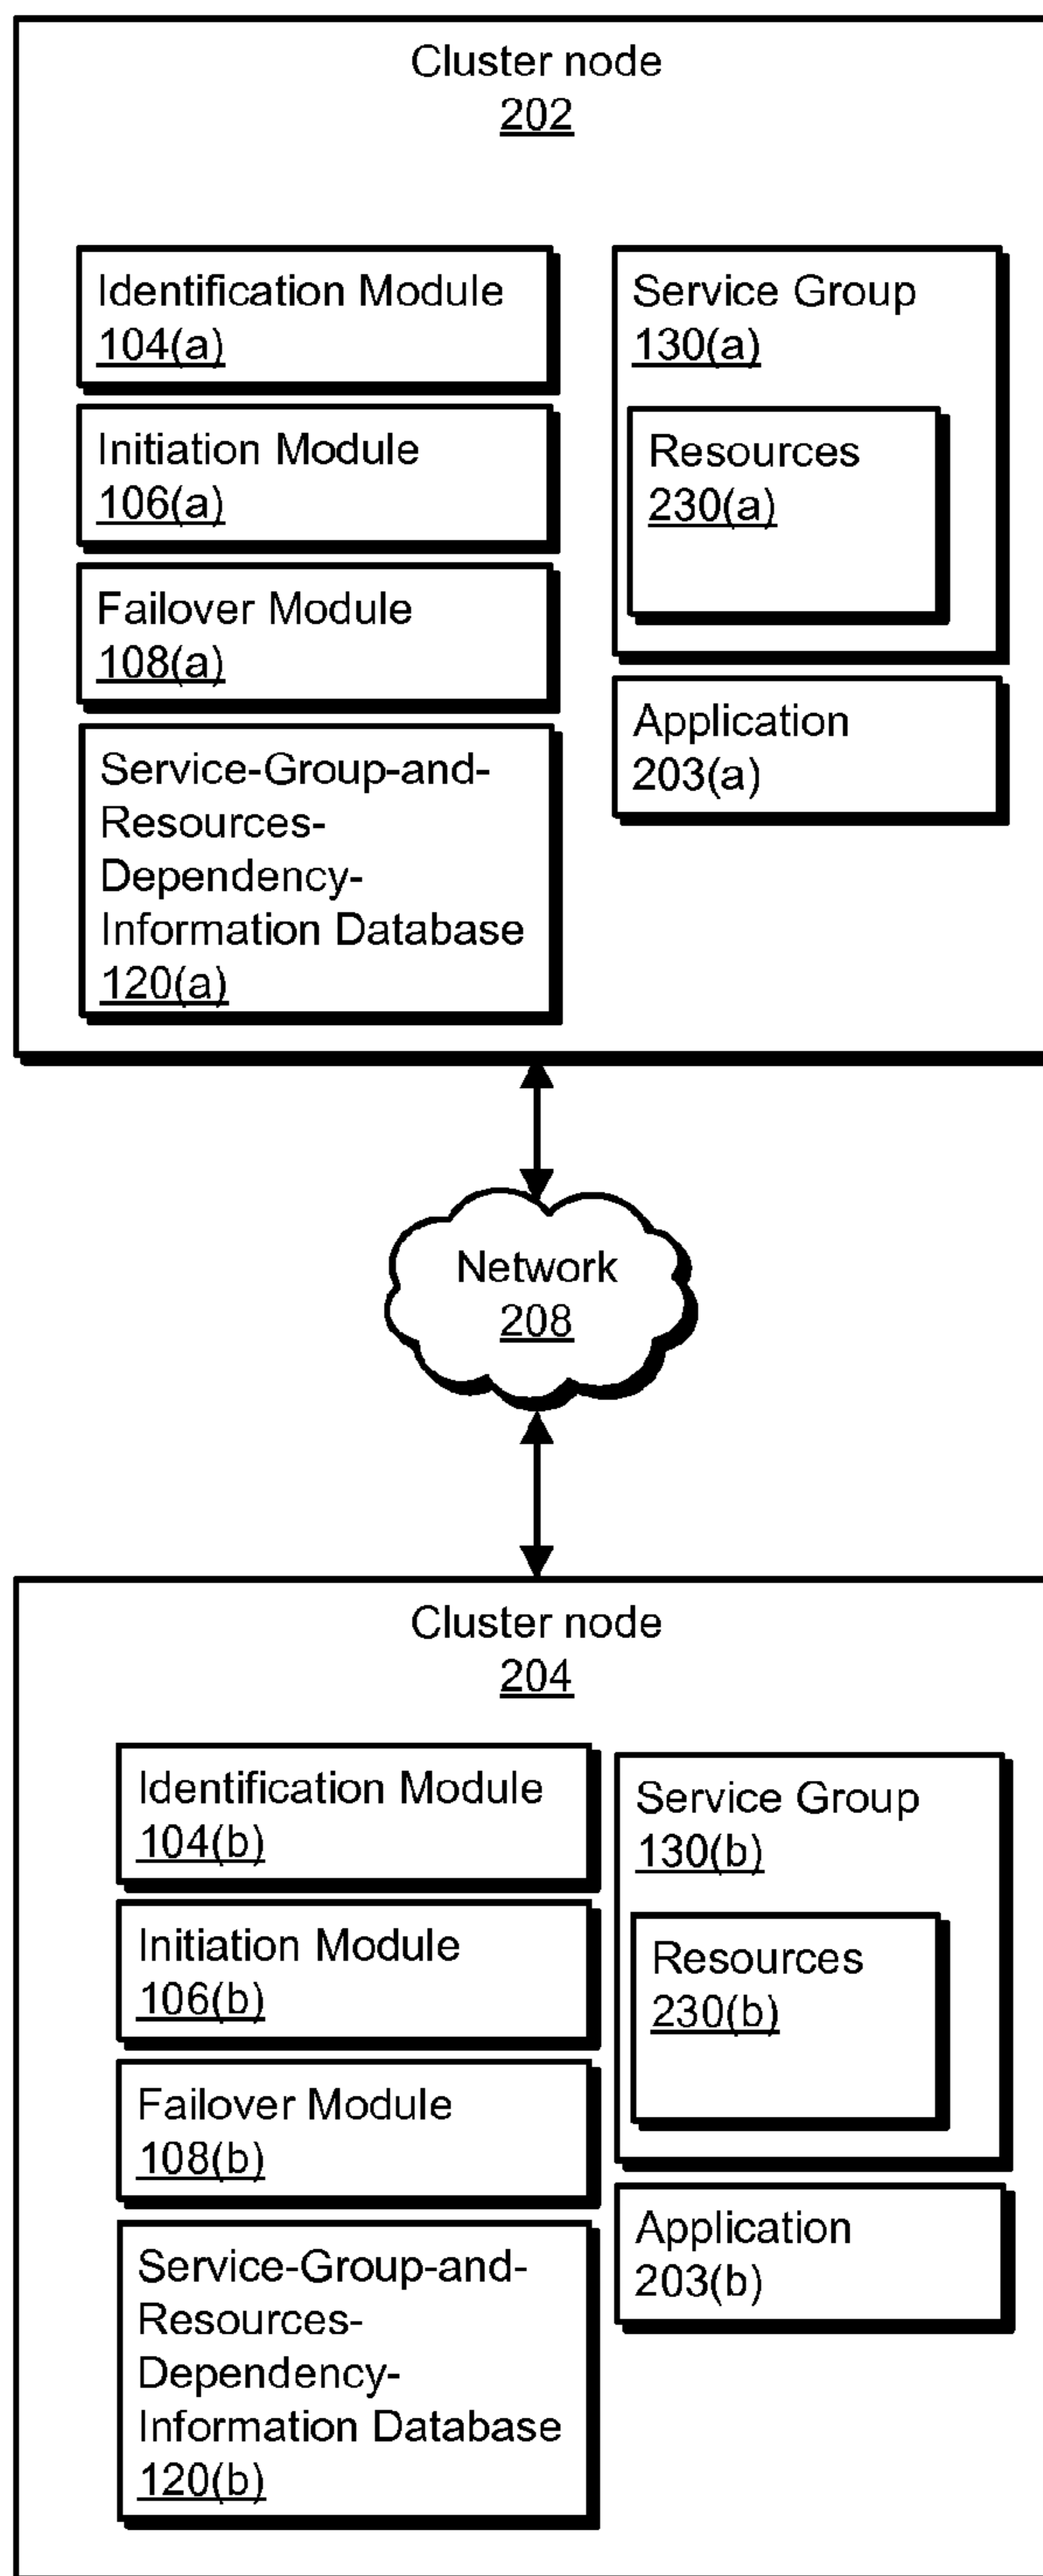 Cluster node
202
Identification Module
104(a)
Initiation Module
106(a)
Failover Module
108(a)
Service-Group-and-
Resources-
Dependency-
Information Database
120(a)
Service Group
130(a)
Resources
230(a)
Application
203(a)
Network
208
Cluster node
204
Identification Module
104(b)
Initiation Module
106(b)
Failover Module
108(b)
Service-Group-and-
Resources-
Dependency-
Information Database
120(b)
Service Group
130(b)
Resources
230(b)
Application
203(b)